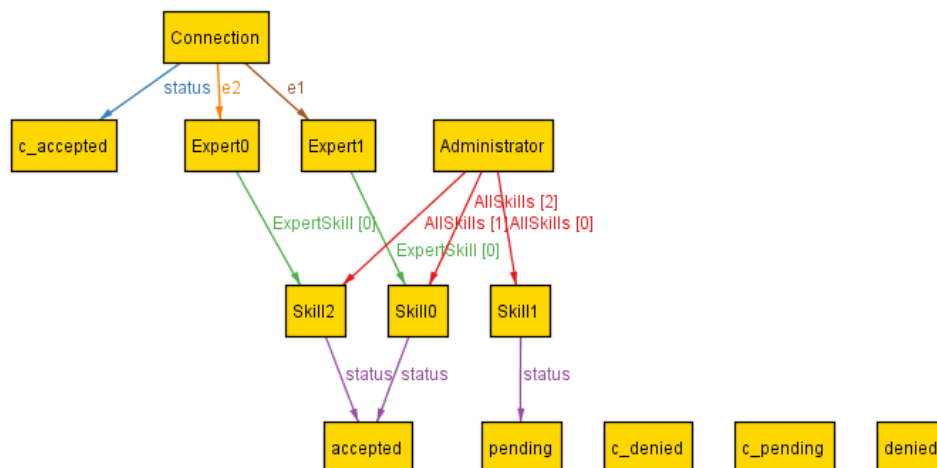 Connection
status e2 e1
c_accepted Expert0 Expert1 Administrator
AllSkills [2]
ExpertSkill [0] AllSkills [1] AllSkills [0]
ExpertSkill [0]
Skill2 Skill0 Skill1
status status status
accepted pending c_denied c_pending denied